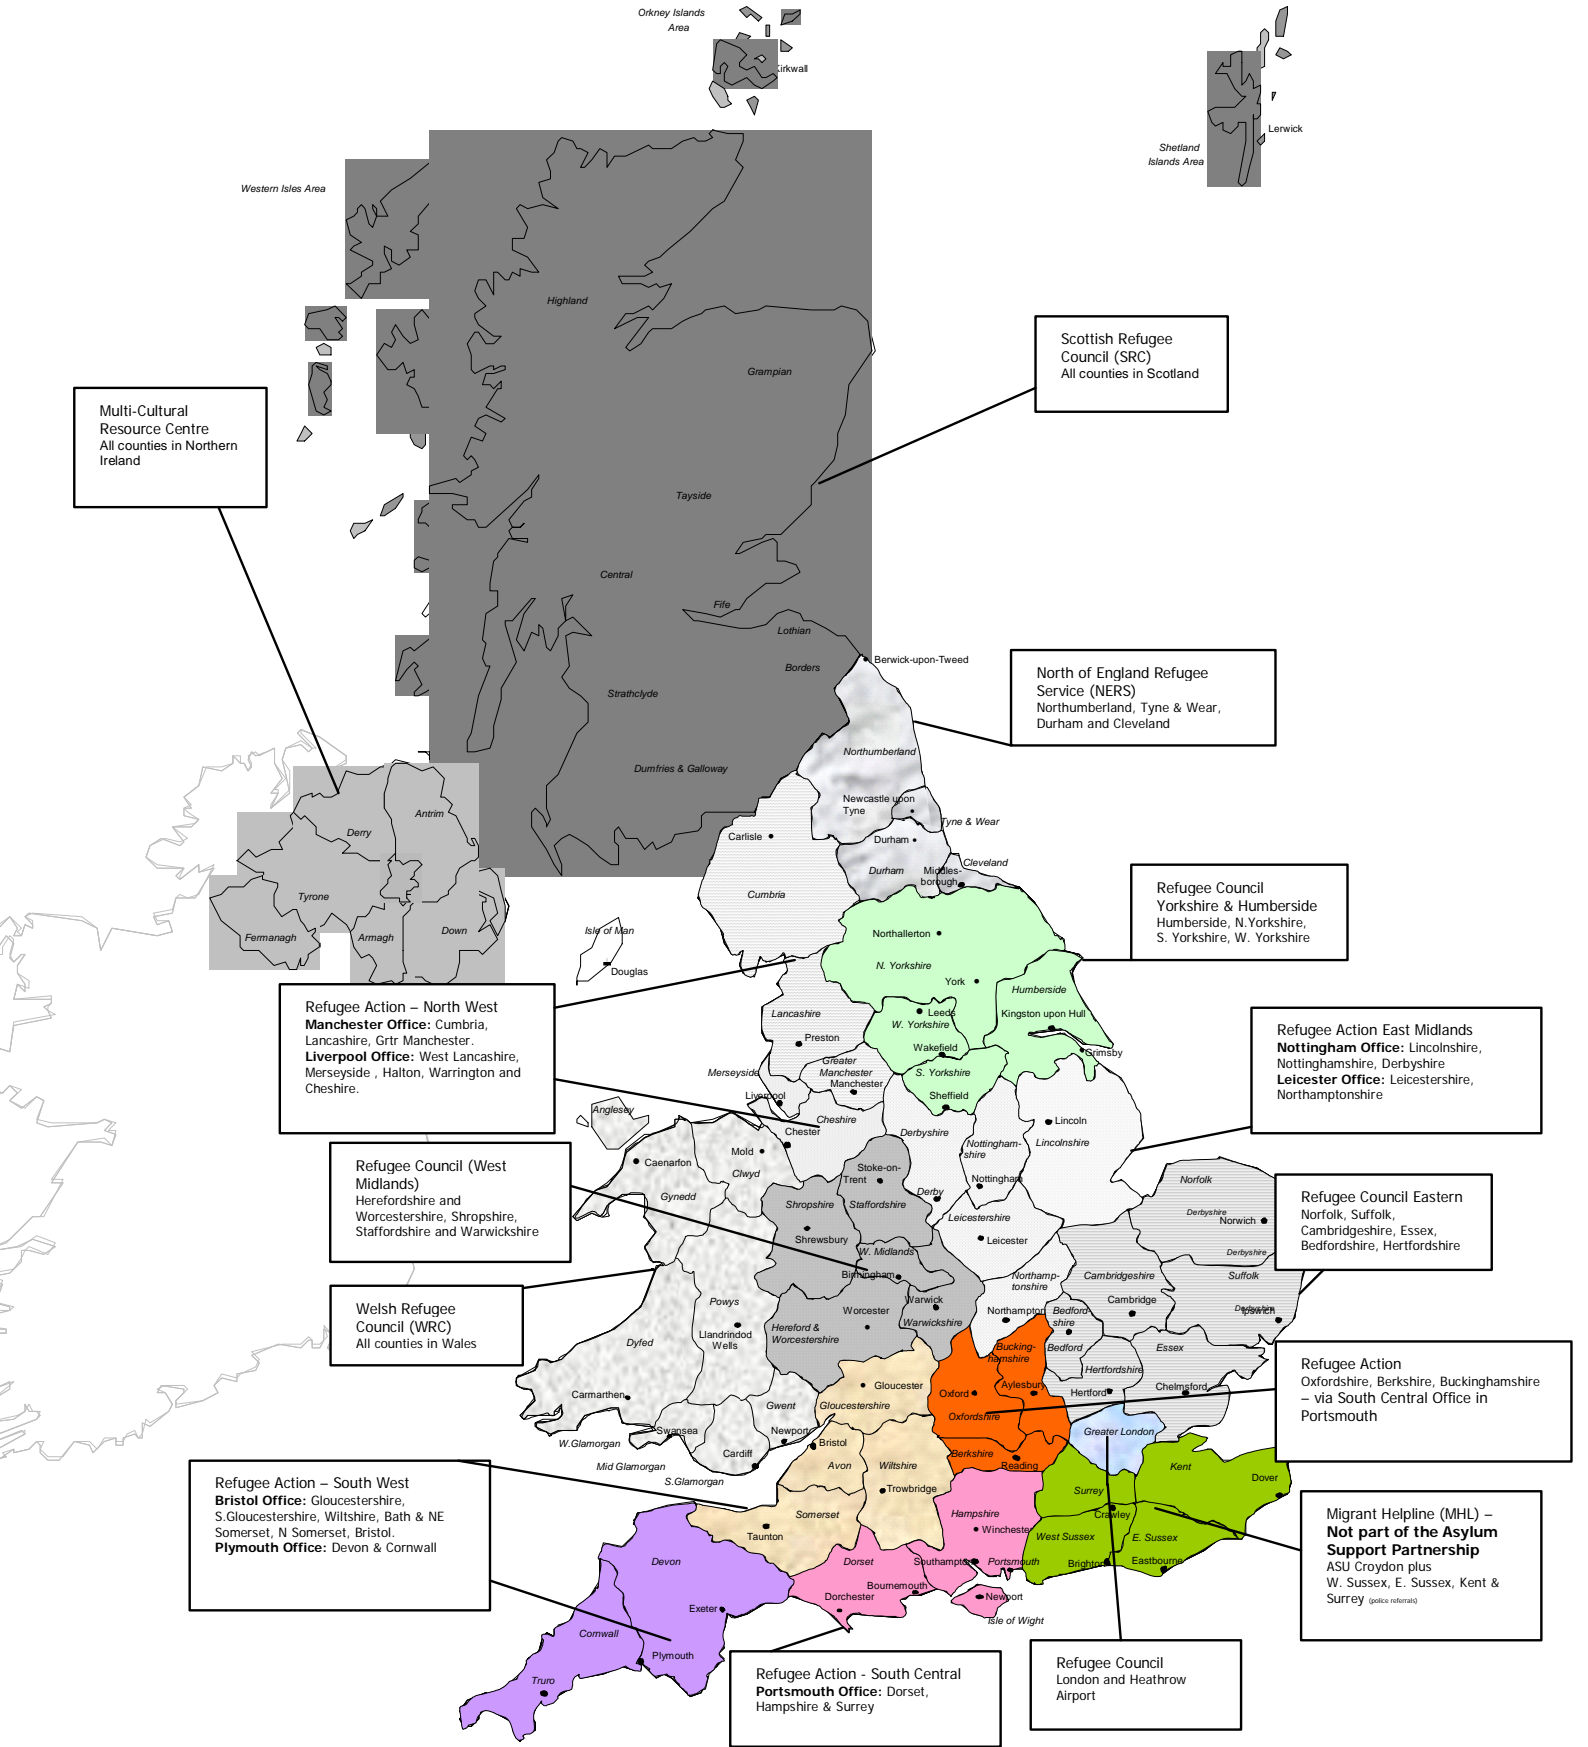 Orkney Islands
Area
Kirkwall
Lerwick
Shetland
Islands Area
Western Isles Area
Highland
Grampian
Scottish Refugee
Council (SRC)
All counties in Scotland
Multi-Cultural
Resource Centre
All counties in Northern
Ireland
Tayside
Central
Fife
Lothian
Borders
Strathclyde
Dumfries & Galloway
Berwick-upon-Tweed
North of England Refugee
Service (NERS)
Northumberland, Tyne & Wear,
Durham and Cleveland
Northumberland
Newcastle upon
Tyne
Tyne & Wear
Carlisle
Durham
Durham
Cleveland
Middles-
borough
Cumbria
Antrim
Derry
Tyrone
Fermanagh
Armagh
Down
Isle of Man
Douglas
Refugee Council
Yorkshire & Humberside
Humberside, N.Yorkshire,
S. Yorkshire, W. Yorkshire
Northallerton
N. Yorkshire
York
Humberside
Leeds
W. Yorkshire
Kingston upon Hull
Wakefield
Grimsby
S. Yorkshire
Sheffield
Refugee Action – North West
Manchester Office: Cumbria,
Lancashire, Grtr Manchester.
Liverpool Office: West Lancashire,
Merseyside , Halton, Warrington and
Cheshire.
Lancashire
Preston
Greater
Manchester
Manchester
Merseyside
Liverpool
Cheshire
Chester
Refugee Action East Midlands
Nottingham Office: Lincolnshire,
Nottinghamshire, Derbyshire
Leicester Office: Leicestershire,
Northamptonshire
Derbyshire
Nottingham-
shire
Lincoln
Lincolnshire
Nottingham
Derby
Leicestershire
Leicester
Northamp-
tonshire
Northampton
Anglesey
Caenarfon
Mold
Clwyd
Gynedd
Refugee Council (West
Midlands)
Herefordshire and
Worcestershire, Shropshire,
Staffordshire and Warwickshire
Stoke-on-
Trent
Shropshire
Staffordshire
Shrewsbury
W. Midlands
Birmingham
Warwick
Warwickshire
Worcester
Hereford &
Worcestershire
Norfolk
Derbyshire
Norwich
Derbyshire
Refugee Council Eastern
Norfolk, Suffolk,
Cambridgeshire, Essex,
Bedfordshire, Hertfordshire
Cambridgeshire
Cambridge
Suffolk
Derbyshire
Ipswich
Bedford-
shire
Bedford
Essex
Hertfordshire
Hertford
Chelmsford
Welsh Refugee
Council (WRC)
All counties in Wales
Powys
Llandrindod
Wells
Dyfed
Carmarthen
Gwent
Swansea
Newport
Cardiff
W.Glamorgan
Mid Glamorgan
S.Glamorgan
Bucking-
hamshire
Aylesbury
Oxford
Oxfordshire
Berkshire
Reading
Refugee Action
Oxfordshire, Berkshire, Buckinghamshire
– via South Central Office in
Portsmouth
Gloucester
Gloucestershire
Bristol
Avon
Wiltshire
Trowbridge
Somerset
Taunton
Greater London
Kent
Dover
Surrey
Crawley
West Sussex
E. Sussex
Brighton
Eastbourne
Refugee Action – South West
Bristol Office: Gloucestershire,
S.Gloucestershire, Wiltshire, Bath & NE
Somerset, N Somerset, Bristol.
Plymouth Office: Devon & Cornwall
Migrant Helpline (MHL) –
Not part of the Asylum
Support Partnership
ASU Croydon plus
W. Sussex, E. Sussex, Kent &
Surrey (police referrals)
Hampshire
Winchester
Dorset
Southampton
Portsmouth
Bournemouth
Dorchester
Newport
Isle of Wight
Devon
Exeter
Cornwall
Plymouth
Truro
Refugee Action - South Central
Portsmouth Office: Dorset,
Hampshire & Surrey
Refugee Council
London and Heathrow
Airport